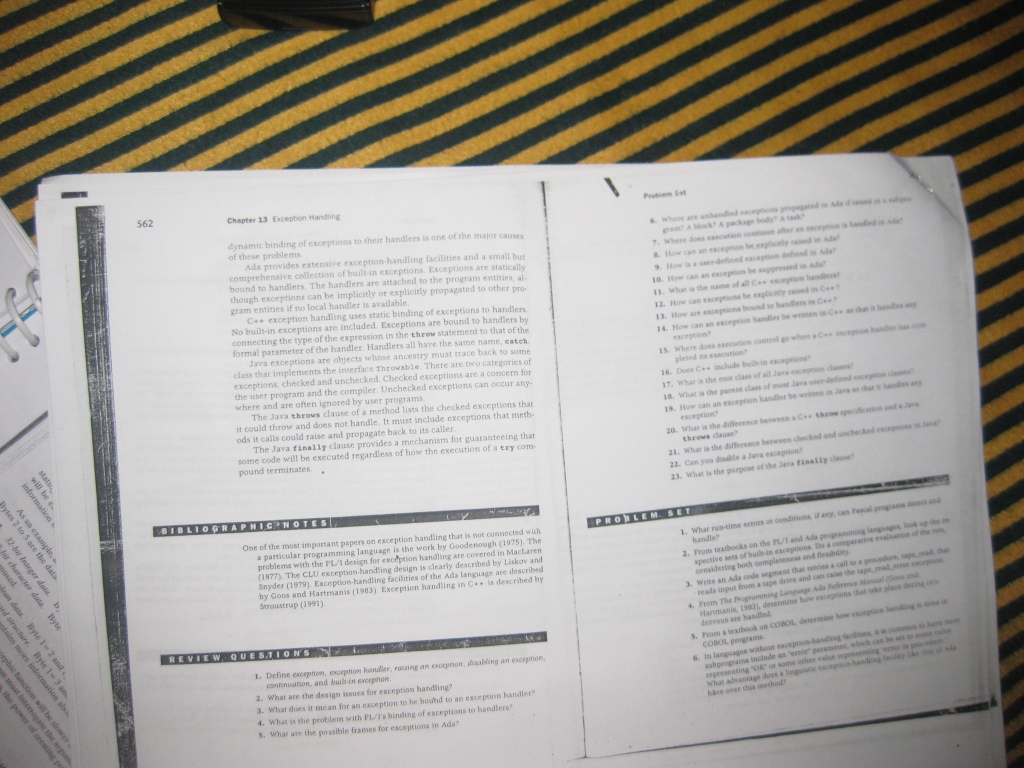 562
Chapter 13 Exception Handling
dynamic binding of exceptions to their handlers is one of the major causes
of these problems.
Ada provides extensive exception-handling facilities and a small but
comprehensive collection of built-in exceptions. Exceptions are statically
bound to handlers. The handlers are attached to the program entities, al-
though exceptions can be implicitly or explicitly propagated to other pro-
gram entities if no local handler is available.
C++ exception handling uses static binding of exceptions to handlers.
No built-in exceptions are included. Exceptions are bound to handlers by
connecting the type of the expression in the throw statement to that of the
formal parameter of the handler. Handlers all have the same name, catch.
Java exceptions are objects whose ancestry must trace back to some
class that implements the interface Throwable. There are two categories of
exceptions, checked and unchecked. Checked exceptions are a concern for
the user program and the compiler. Unchecked exceptions can occur any-
where and are often ignored by user programs.
The Java throws clause of a method lists the checked exceptions that
it could throw and does not handle. It must include exceptions that meth-
ods it calls could raise and propagate back to its caller.
The Java finally clause provides a mechanism for guaranteeing that
some code will be executed regardless of how the execution of a try com-
pound terminates.
BIBLIOGRAPHIC NOTES
One of the most important papers on exception handling that is not connected with
a particular programming language is the work by Goodenough (1975). The
problems with the PL/I design for exception handling are covered in MacLaren
(1977). The CLU exception-handling design is clearly described by Liskov and
Snyder (1979). Exception-handling facilities of the Ada language are described
by Goos and Hartmanis (1983). Exception handling in C++ is described by
Stroustrup (1991).
REVIEW QUESTIONS
1. Define exception, exception handler, raising an exception, disabling an exception,
continuation, and built-in exception.
2. What are the design issues for exception handling?
3. What does it mean for an exception to be bound to an exception handler?
4. What is the problem with PL/I's binding of exceptions to handlers?
5. What are the possible frames for exceptions in Ada?
Problem Set
6. Where are unhandled exceptions propagated in Ada if raised in a subpro-
gram? A block? A package body? A task?
7. Where does execution continue after an exception is handled in Ada?
8. How can an exception be explicitly raised in Ada?
9. How is a user-defined exception defined in Ada?
10. How can an exception be suppressed in Ada?
11. What is the name of all C++ exception handlers?
12. How can exceptions be explicitly raised in C++?
13. How are exceptions bound to handlers in C++?
14. How can an exception handler be written in C++ so that it handles any
exception?
15. Where does execution control go when a C++ exception handler has com-
pleted its execution?
16. Does C++ include built-in exceptions?
17. What is the root class of all Java exception classes?
18. What is the parent class of most Java user-defined exception classes?
19. How can an exception handler be written in Java so that it handles any
exception?
20. What is the difference between a C++ throw specification and a Java
throws clause?
21. What is the difference between checked and unchecked exceptions in Java?
22. Can you disable a Java exception?
23. What is the purpose of the Java finally clause?
PROBLEM SET
1. What run-time errors or conditions, if any, can Pascal programs detect and
handle?
2. From textbooks on the PL/I and Ada programming languages, look up the re-
spective sets of built-in exceptions. Do a comparative evaluation of the two,
considering both completeness and flexibility.
3. Write an Ada code segment that retries a call to a procedure, tape_read, that
reads input from a tape drive and can raise the tape_read_error exception.
4. From The Programming Language Ada Reference Manual (Goos and
Hartmanis, 1983), determine how exceptions that take place during ren-
dezvous are handled.
5. From a textbook on COBOL, determine how exception handling is done in
COBOL programs.
6. In languages without exception-handling facilities, it is common to have most
subprograms include an "error" parameter, which can be set to some value
representing "OK" or some other value representing "error in procedure."
What advantage does a linguistic exception-handling facility like that of Ada
have over this method?